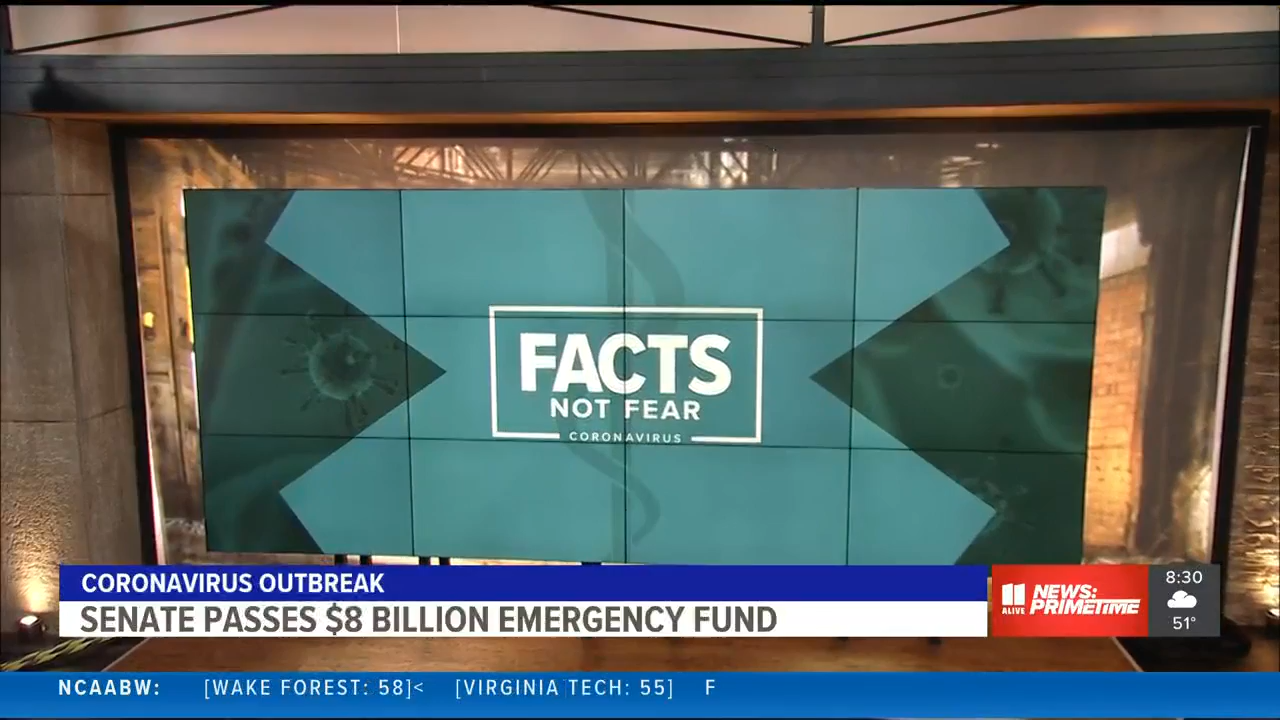 FACTS
NOT FEAR
CORONAVIRUS
CORONAVIRUS OUTBREAK
SENATE PASSES $8 BILLION EMERGENCY FUND
11
ALIVE
NEWS:
PRIMETIME
8:30
51°
NCAABW: [WAKE FOREST: 58]< [VIRGINIA TECH: 55] F